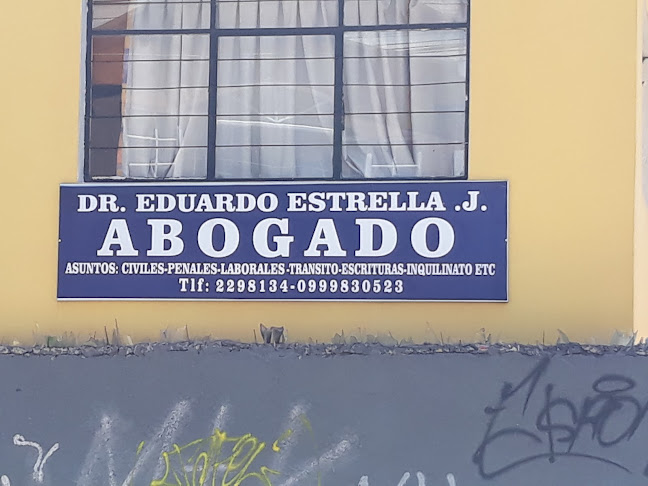 DR. EDUARDO ESTRELLA .J.
ABOGADO
ASUNTOS: CIVILES-PENALES-LABORALES-TRANSITO-ESCRITURAS-INQUILINATO ETC
Tlf: 2298134-0999830523